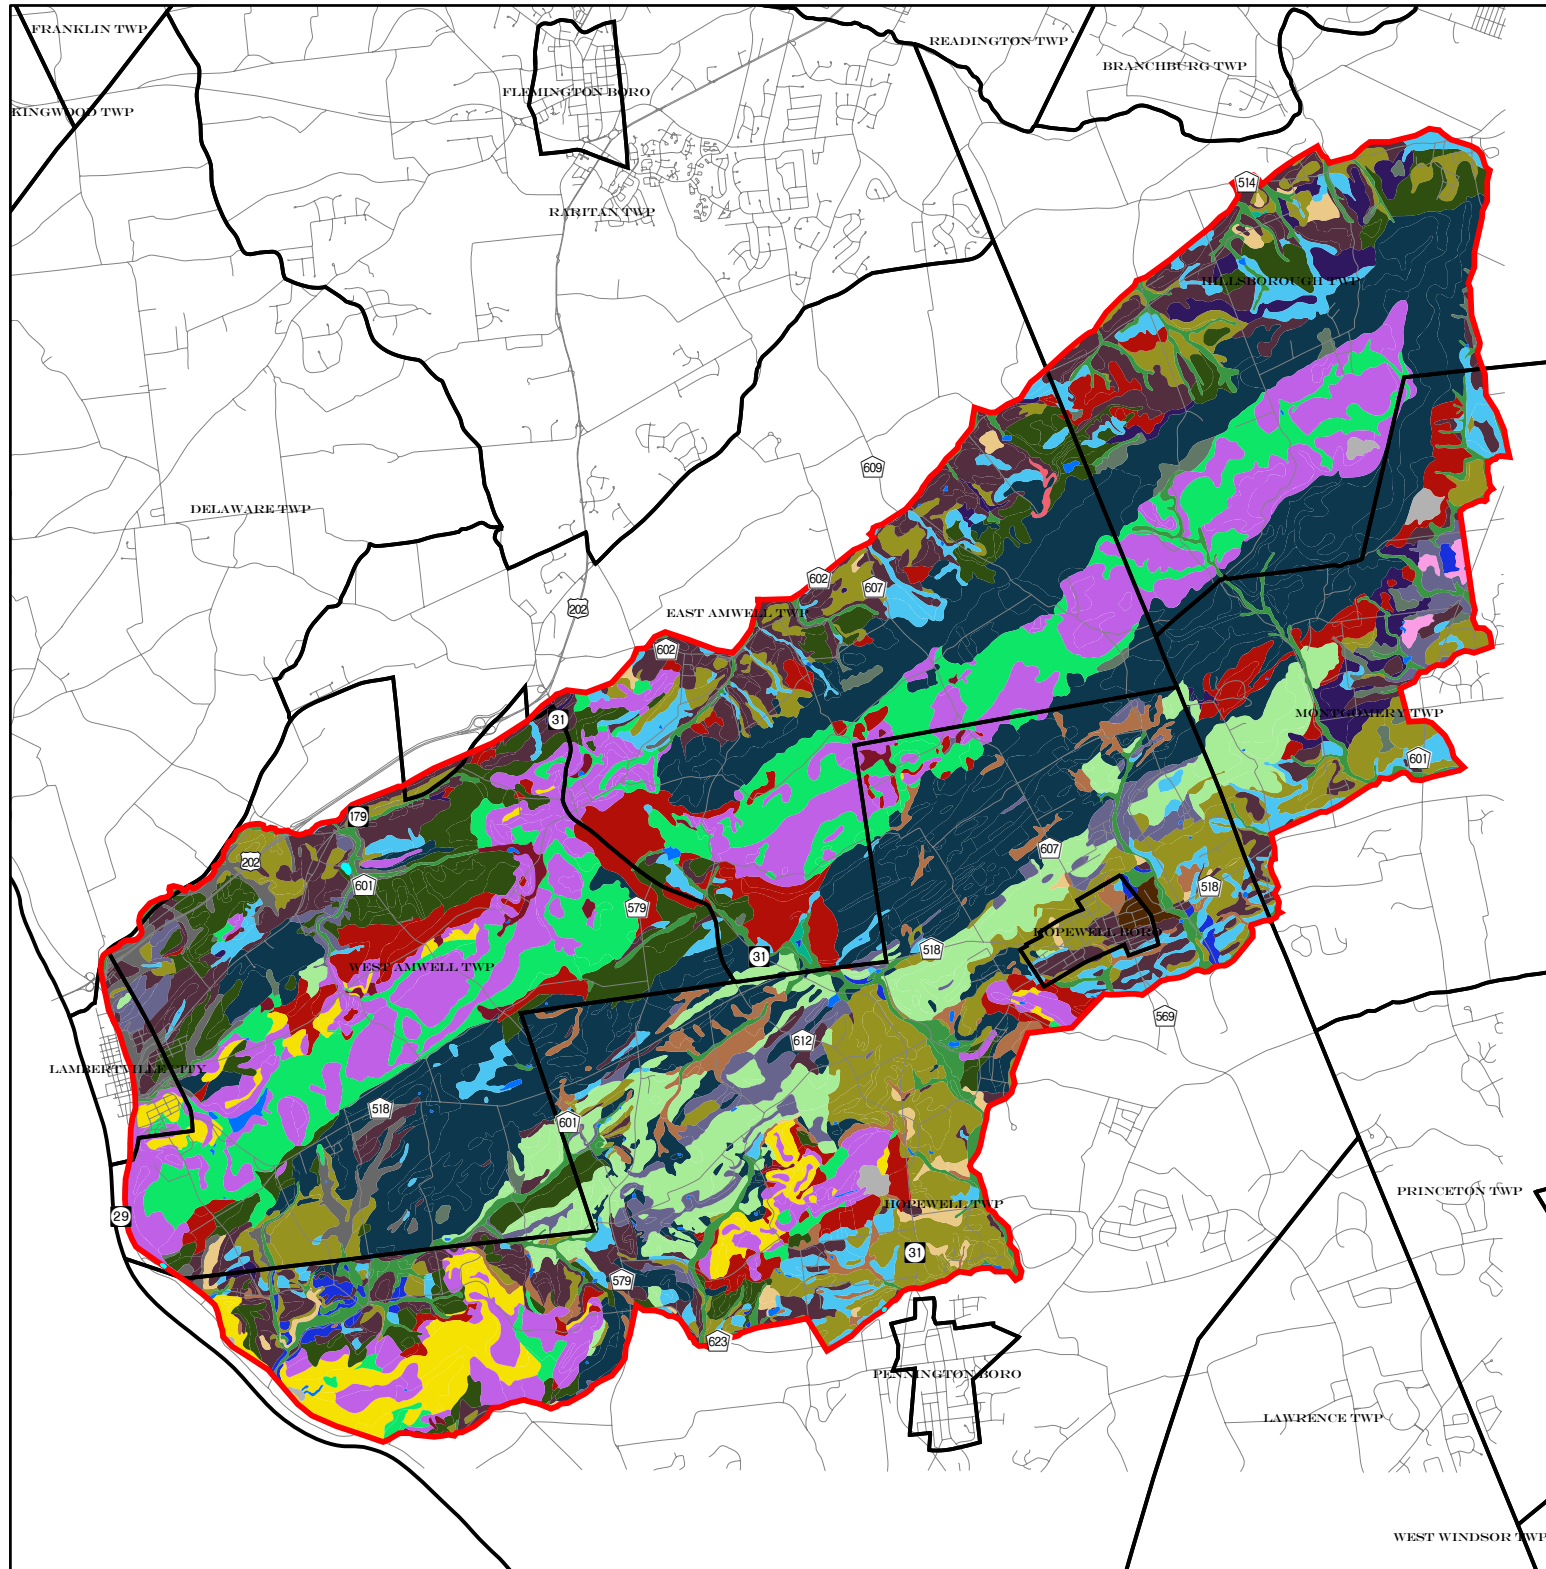 FRANKLIN TWP
READINGTON TWP
BRANCHBURG TWP
FLEMINGTON BORO
KINGWOOD TWP
514
RARITAN TWP
HILLSBOROUGH TWP
609
DELAWARE TWP
602
607
202
EAST AMWELL TWP
602
31
MONTGOMERY TWP
601
179
607
202
601
518
579
HOPEWELL BORO
518
31
WEST AMWELL TWP
569
612
LAMBERTVILLE CITY
518
601
PRINCETON TWP
HOPEWELL TWP
29
31
579
623
PENNINGTON BORO
LAWRENCE TWP
WEST WINDSOR TWP